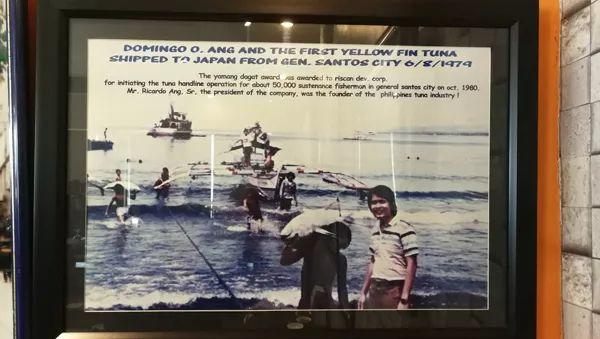 DOMINGO O. ANG AND THE FIRST YELLOW FIN TUNA
SHIPPED TO JAPAN FROM GEN. SANTOS CITY 6/8/1979
The yamang dagat award was awarded to riscan dev. corp.
for initiating the tuna handline operation for about 50,000 sustenance fisherman in general santos city on oct. 1980.
Mr. Ricardo Ang, Sr, the president of the company, was the founder of the philippines tuna industry !